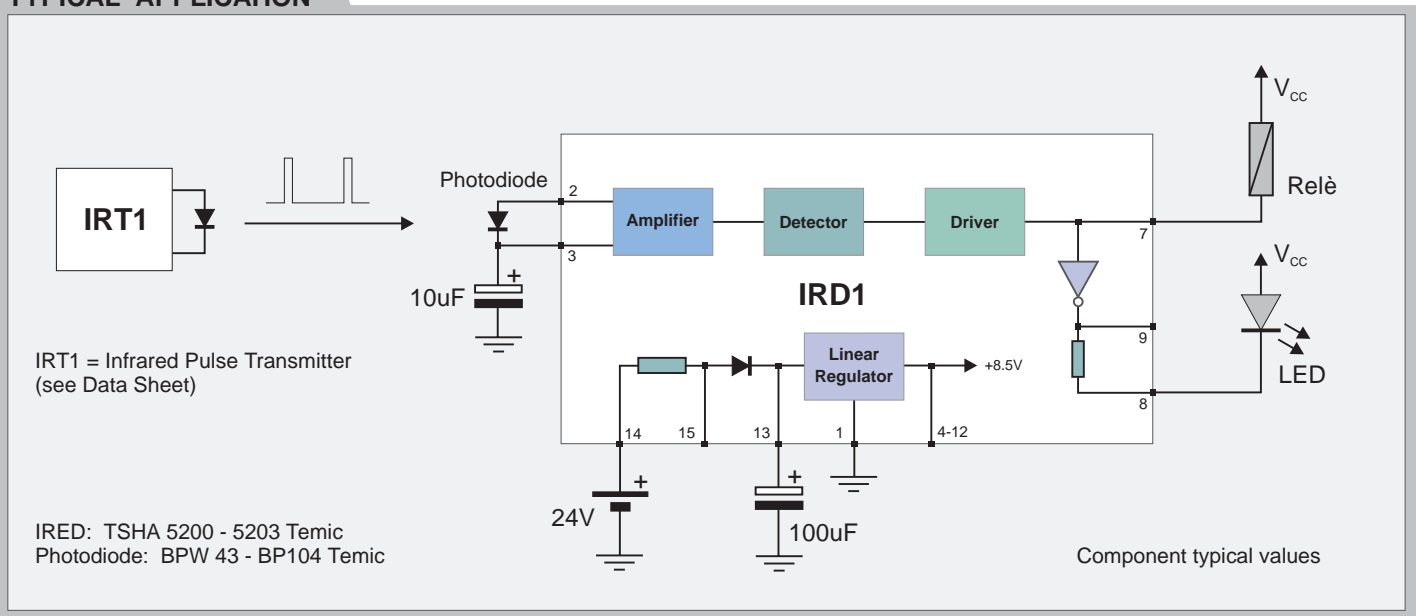 TYPICAL APPLICATION
V_CC
Relè
Photodiode
2
IRT1
Amplifier
Detector
Driver
7
3
+
10uF
IRD1
V_CC
9
IRT1 = Infrared Pulse Transmitter
(see Data Sheet)
Linear
Regulator
+8.5V
LED
8
14
15
13
1
4-12
+
+
24V
100uF
IRED: TSHA 5200 - 5203 Temic
Photodiode: BPW 43 - BP104 Temic
Component typical values